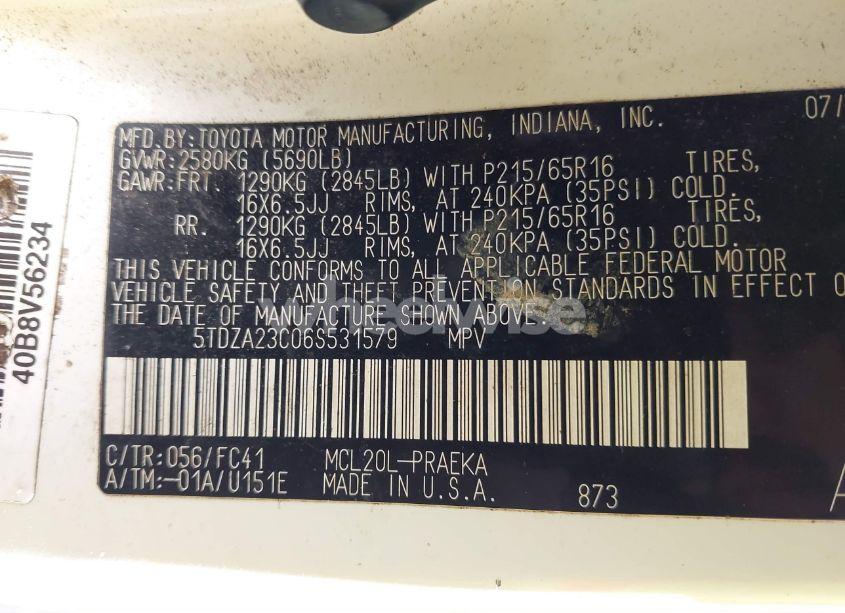 07/
MFD.BY:TOYOTA MOTOR MANUFACTURING, INDIANA, INC.
GVWR:2580KG (5690LB)
GAWR:FRT. 1290KG (2845LB) WITH P215/65R16 TIRES,
16X6.5JJ RIMS, AT 240KPA (35PSI) COLD.
RR. 1290KG (2845LB) WITH P215/65R16 TIRES,
16X6.5JJ RIMS, AT 240KPA (35PSI) COLD.
THIS VEHICLE CONFORMS TO ALL APPLICABLE FEDERAL MOTOR
VEHICLE SAFETY AND THEFT PREVENTION STANDARDS IN EFFECT O
THE DATE OF MANUFACTURE SHOWN ABOVE.
5TDZA23C06S531579 MPV
C/TR:056/FC41 MCL20L-PRAEKA
A/TM:-01A/U151E MADE IN U.S.A. 873
A
40B8V56234
wheelywise